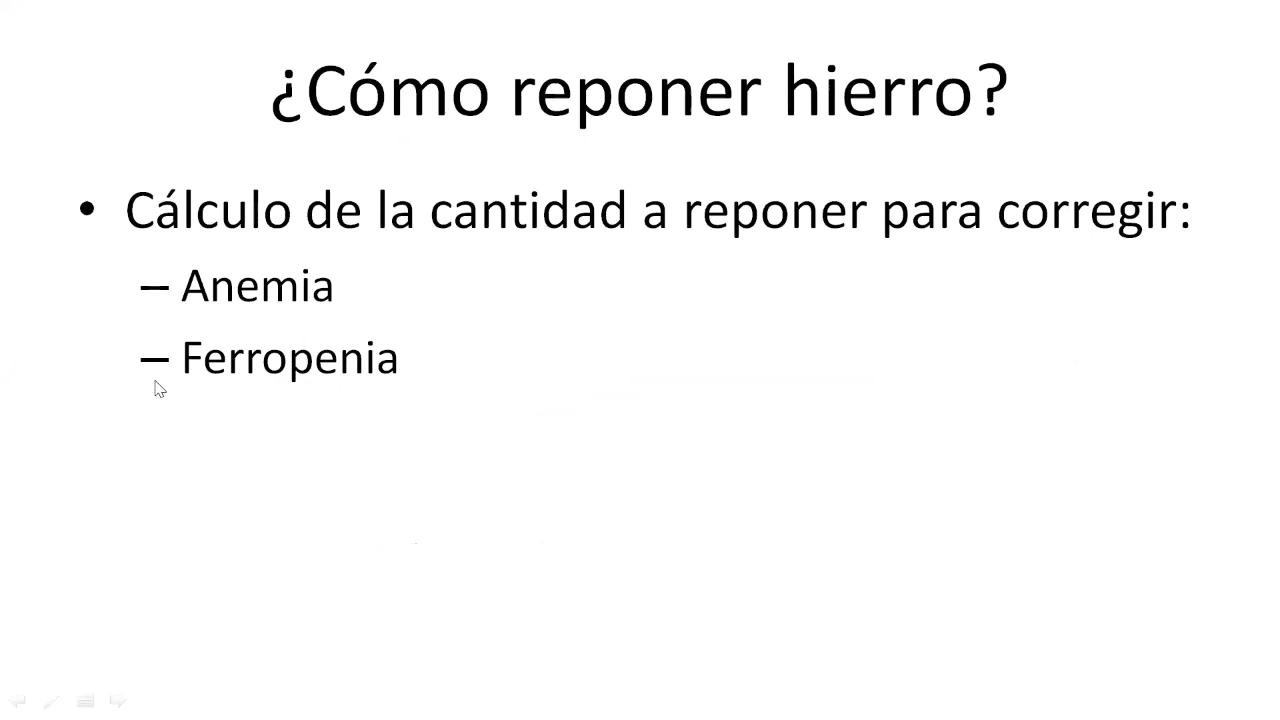 ¿Cómo reponer hierro?
• Cálculo de la cantidad a reponer para corregir:
– Anemia
– Ferropenia